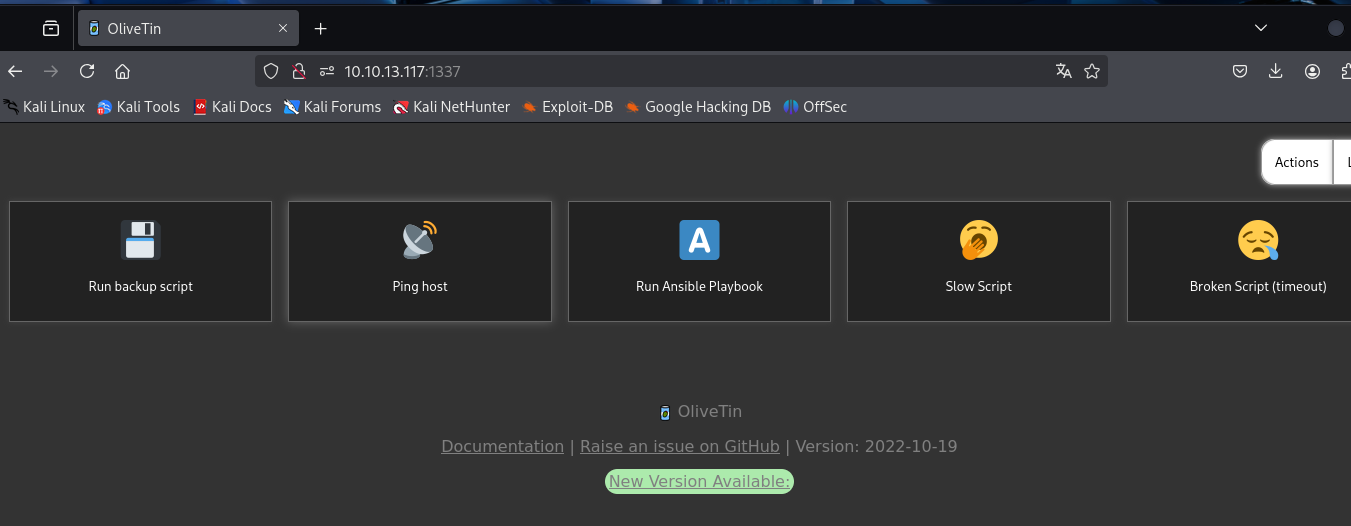 OliveTin
10.10.13.117:1337
Kali Linux Kali Tools Kali Docs Kali Forums Kali NetHunter Exploit-DB Google Hacking DB OffSec
Actions
Run backup script Ping host Run Ansible Playbook Slow Script Broken Script (timeout)
OliveTin
Documentation | Raise an issue on GitHub | Version: 2022-10-19
New Version Available: